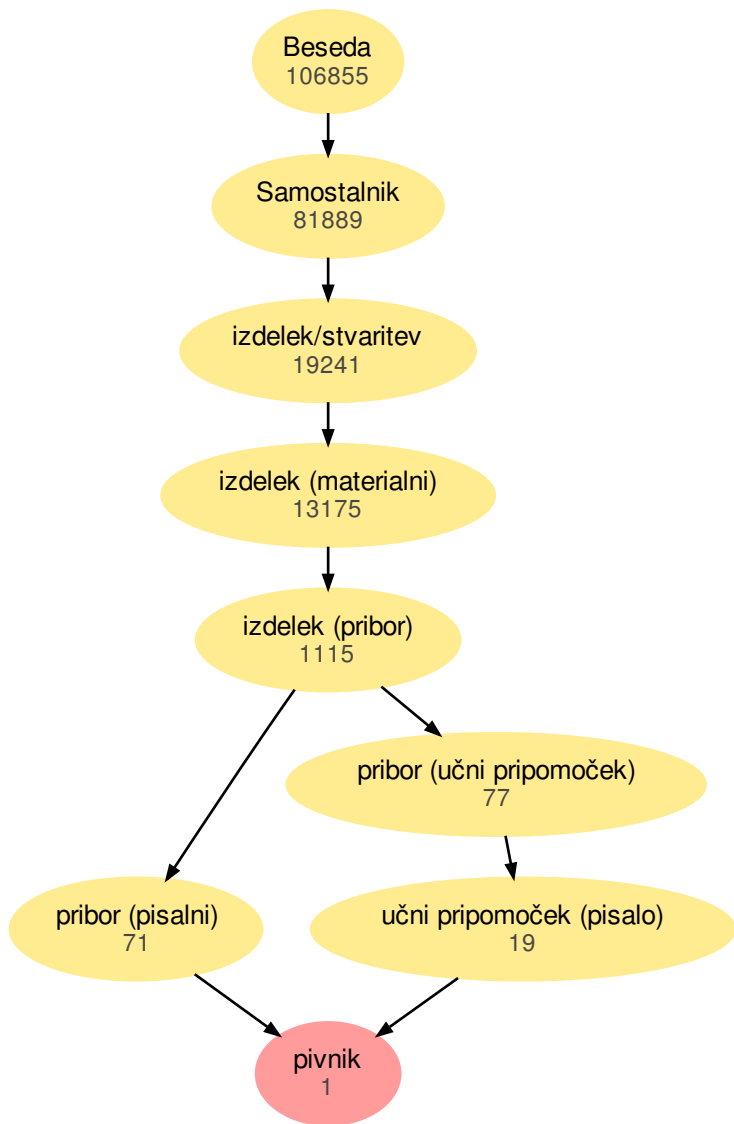 Beseda
106855
Samostalnik
81889
izdelek/stvaritev
19241
izdelek (materialni)
13175
izdelek (pribor)
1115
pribor (učni pripomoček)
77
pribor (pisalni)
71
učni pripomoček (pisalo)
19
pivnik
1